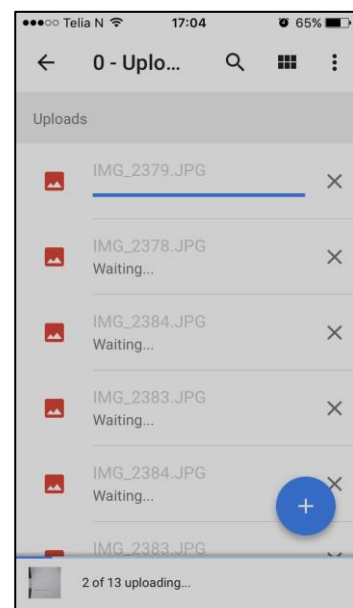 Telia N 17:04 65%
0 - Uplo...
Uploads
IMG_2379.JPG
IMG_2378.JPG
Waiting...
IMG_2384.JPG
Waiting...
IMG_2383.JPG
Waiting...
IMG_2384.JPG
Waiting...
IMG_2383.JPG
2 of 13 uploading...